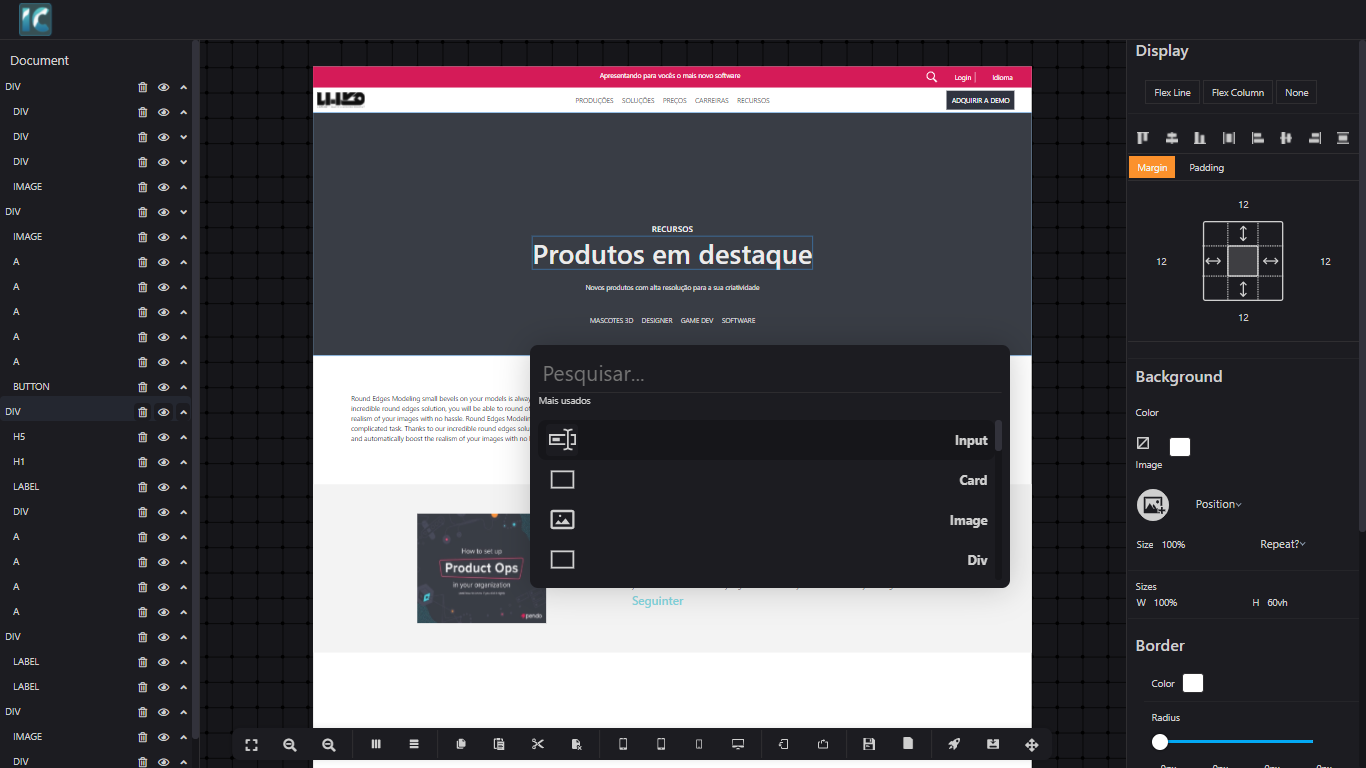 IC
Document
DIV
DIV
DIV
DIV
IMAGE
DIV
IMAGE
A
A
A
A
A
BUTTON
DIV
H5
H1
LABEL
DIV
A
A
A
A
DIV
LABEL
LABEL
DIV
IMAGE
DIV
Apresentando para vocês o mais novo software
Login
Idioma
PRODUÇÕES SOLUÇÕES PREÇOS CARREIRAS RECURSOS
ADQUIRIR A DEMO
RECURSOS
Produtos em destaque
Novos produtos com alta resolução para a sua criatividade
MASCOTES 3D DESIGNER GAME DEV SOFTWARE
Round Edges Modeling small bevels on your models is alway
incredible round edges solution, you will be able to round of
realism of your images with no hassle. Round Edges Modelin
complicated task. Thanks to our incredible round edges solu
and automatically boost the realism of your images with no
How to set up
Product Ops
in your organization
pendo
Seguinter
Pesquisar...
Mais usados
Input
Card
Image
Div
Display
Flex Line Flex Column None
Margin Padding
12
12 12
12
Background
Color
Image
Position
Size 100% Repeat?
Sizes
W 100% H 60vh
Border
Color
Radius
0px 0px 0px 0px